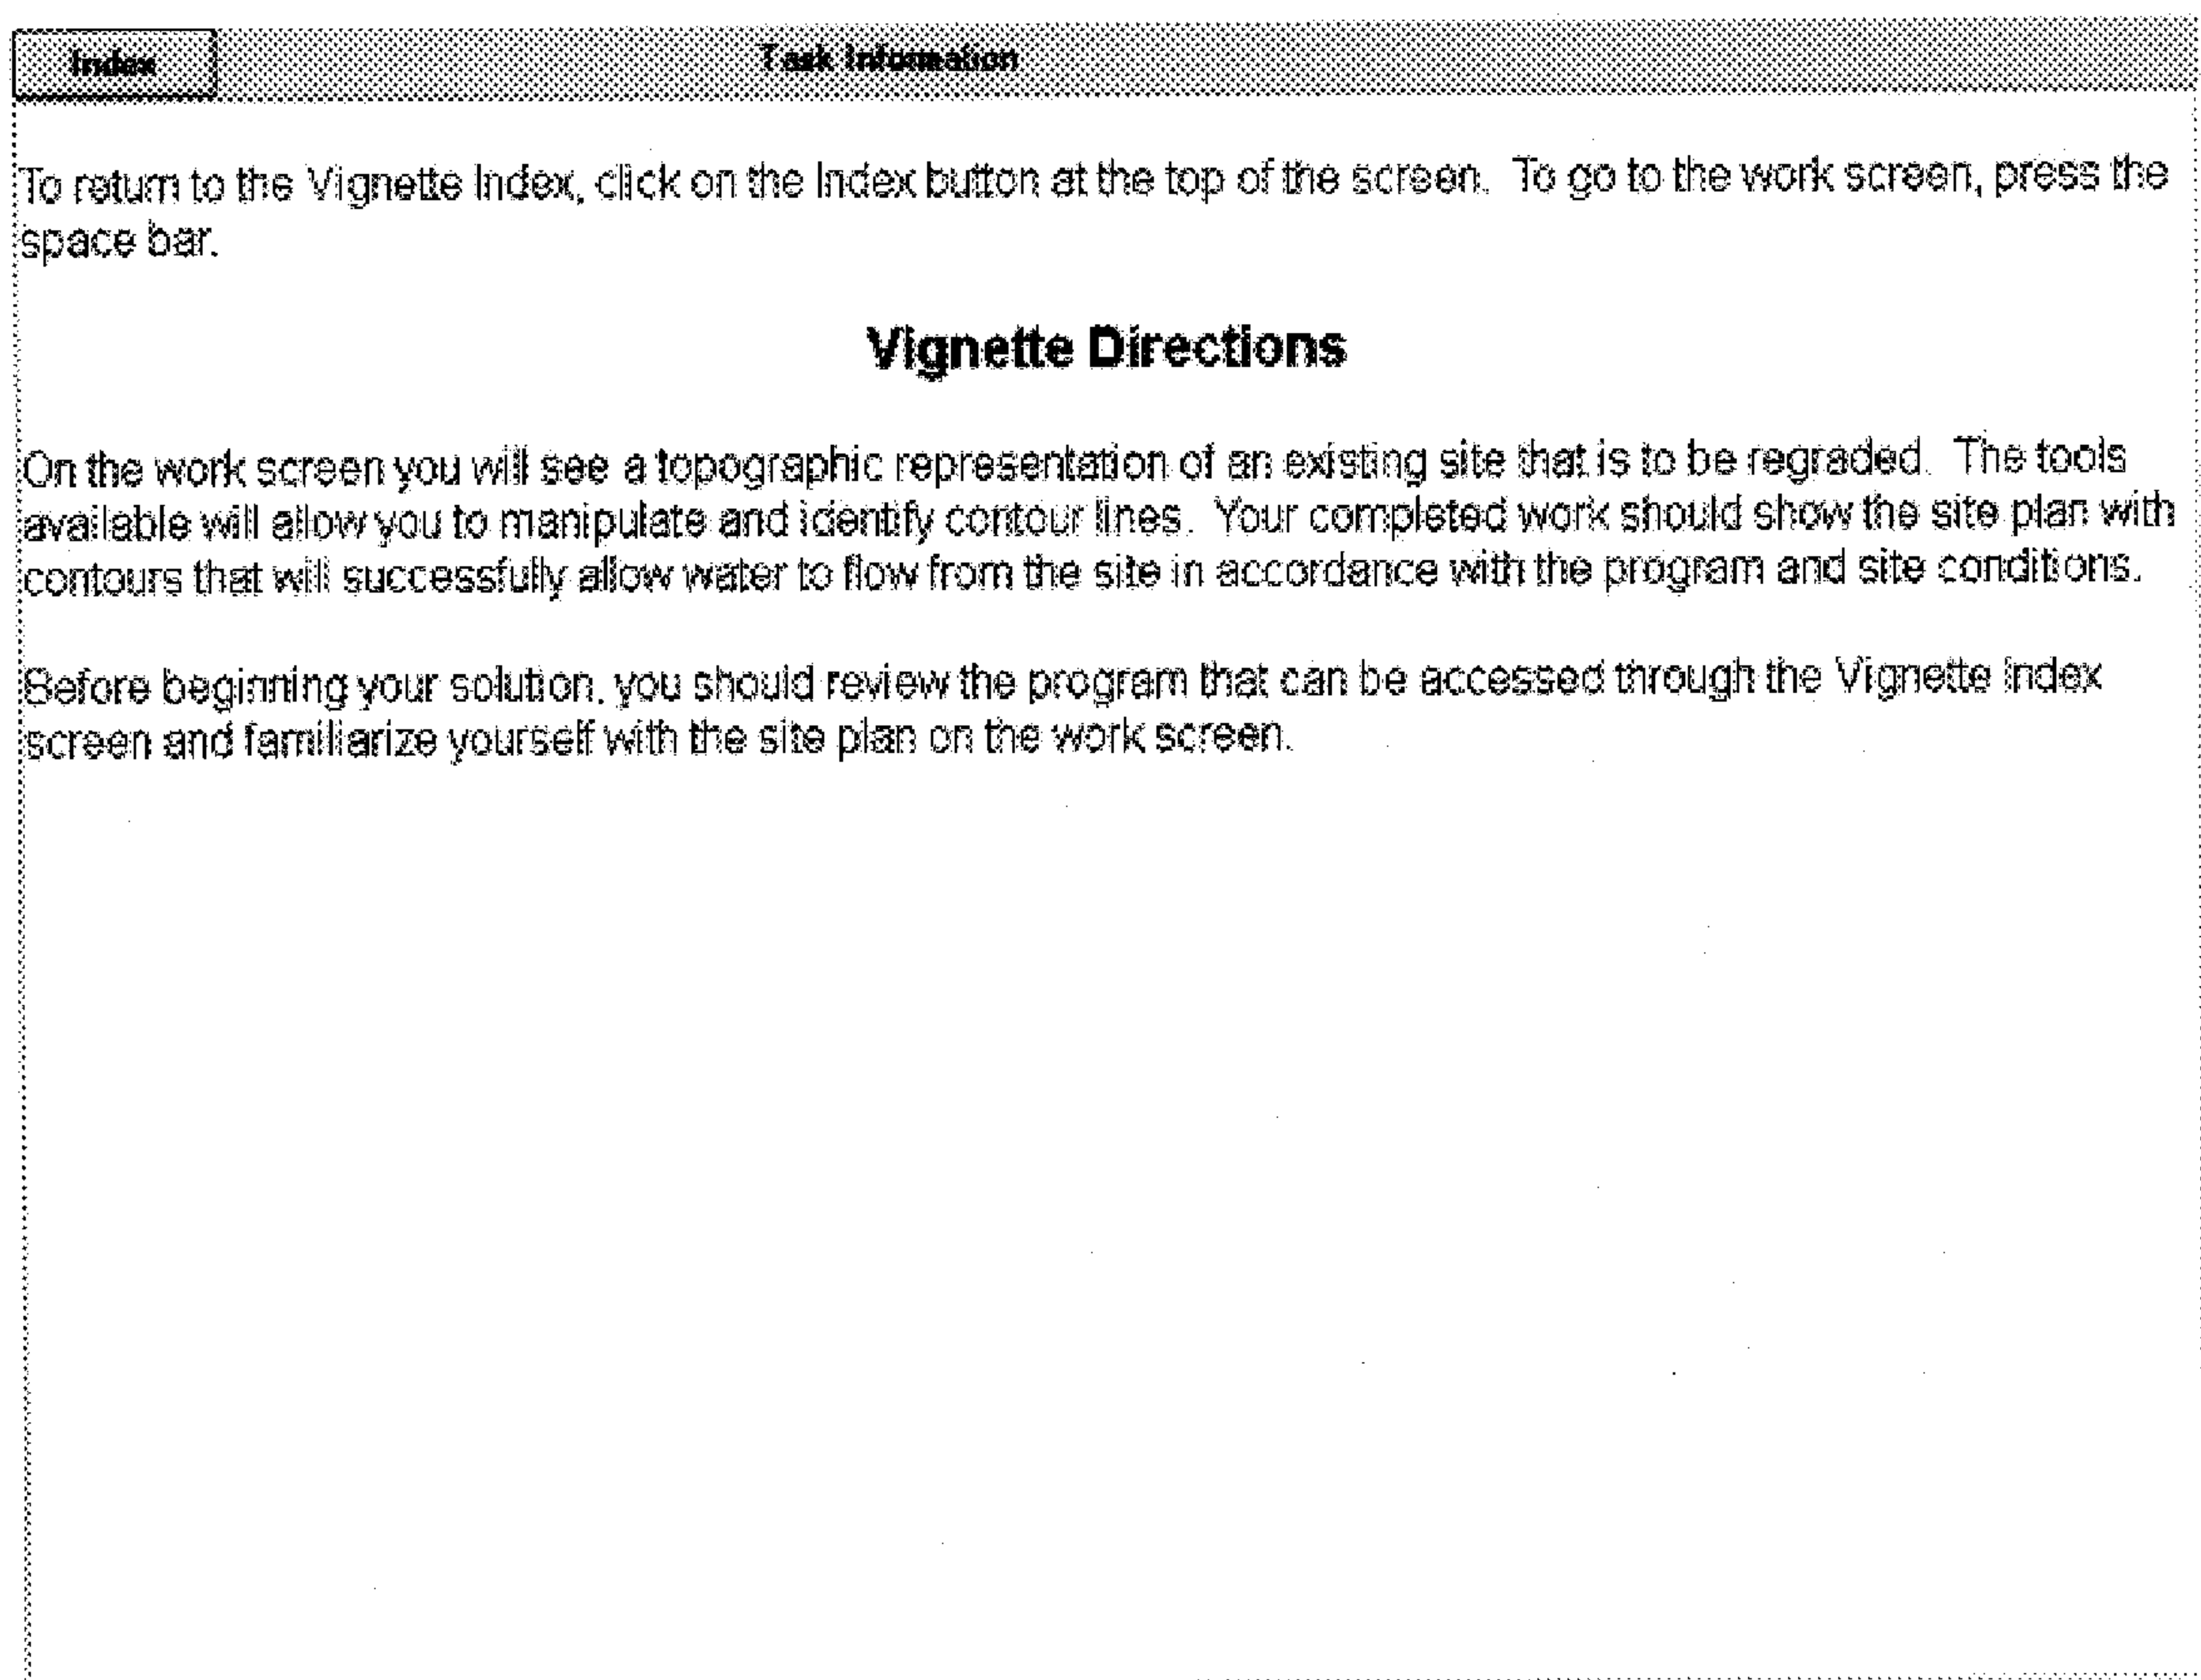 Index
Task Information
To return to the Vignette Index, click on the Index button at the top of the screen. To go to the work screen, press the
space bar.
Vignette Directions
On the work screen you will see a topographic representation of an existing site that is to be regraded. The tools
available will allow you to manipulate and identify contour lines. Your completed work should show the site plan with
contours that will successfully allow water to flow from the site in accordance with the program and site conditions.
Before beginning your solution, you should review the program that can be accessed through the Vignette Index
screen and familiarize yourself with the site plan on the work screen.